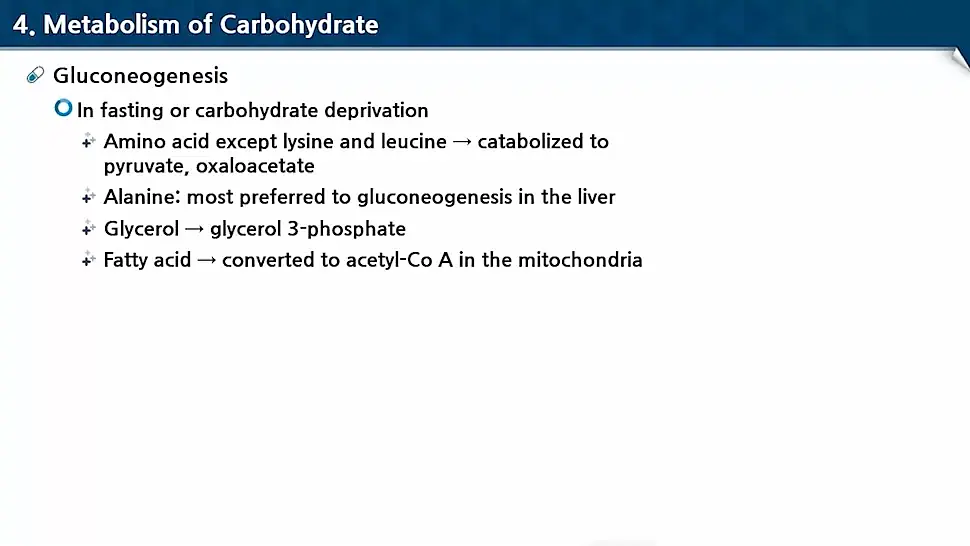 4. Metabolism of Carbohydrate
Gluconeogenesis
In fasting or carbohydrate deprivation
Amino acid except lysine and leucine → catabolized to
pyruvate, oxaloacetate
Alanine: most preferred to gluconeogenesis in the liver
Glycerol → glycerol 3-phosphate
Fatty acid → converted to acetyl-Co A in the mitochondria